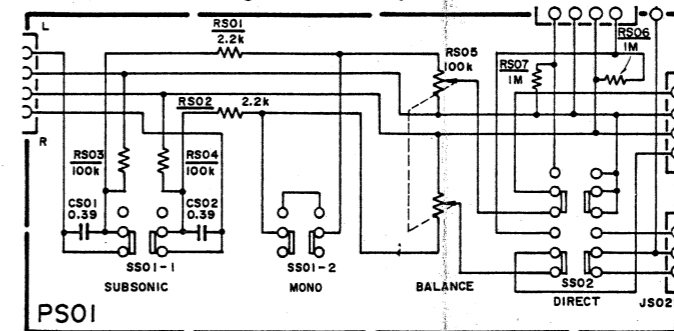 L
RS01
2.2k
RS05
100k
RS06
1M
RS07
1M
RS02 2.2k
R
RS03
100k
RS04
100k
CS01
0.39
CS02
0.39
SS01-1
SUBSONIC
SS01-2
MONO
BALANCE
SS02
DIRECT
JS02
PS01